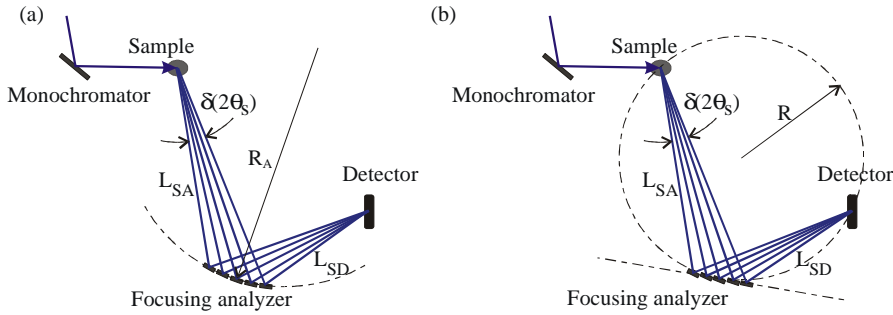 (a)
Sample
Monochromator
δ(2θs)
RA
LSA
Detector
LSD
Focusing analyzer
(b)
Sample
Monochromator
δ(2θs)
R
LSA
Detector
LSD
Focusing analyzer